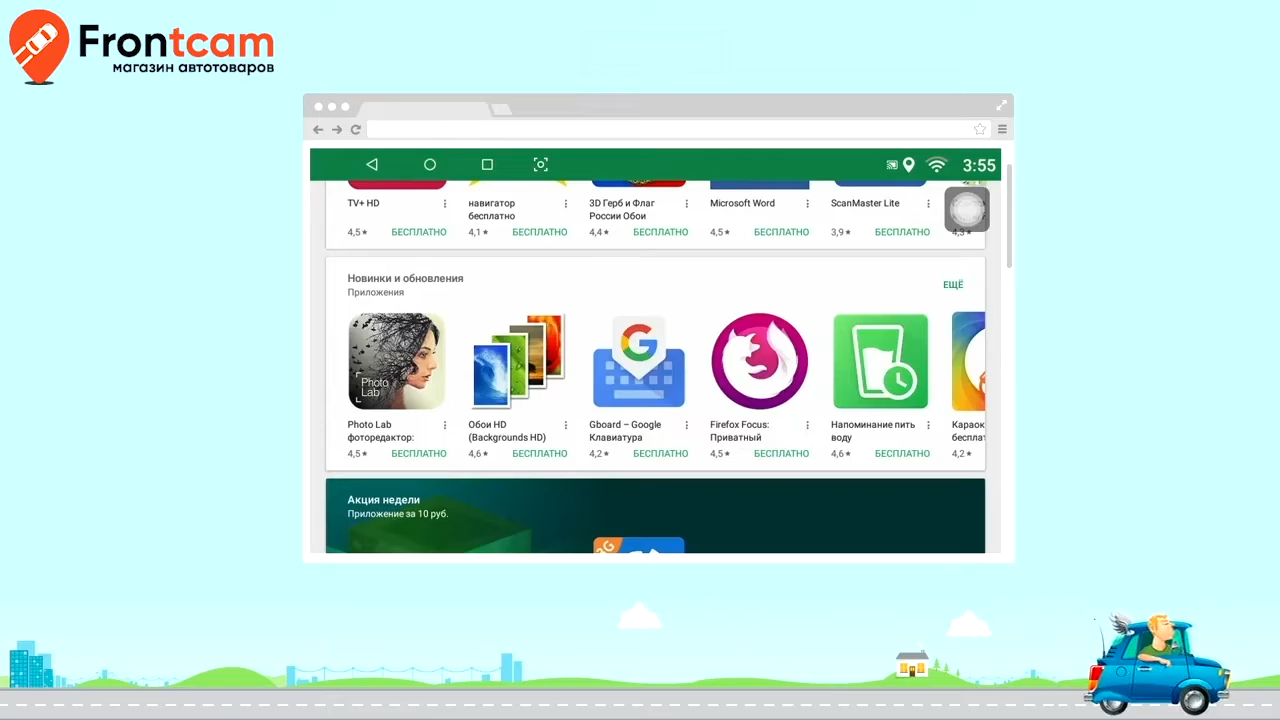 Frontcam
магазин автотоваров
3:55
TV+ HD
навигатор
бесплатно
3D Герб и Флаг
России Обои
Microsoft Word
ScanMaster Lite
4,5★ БЕСПЛАТНО
4,1★ БЕСПЛАТНО
4,4★ БЕСПЛАТНО
4,5★ БЕСПЛАТНО
3,9★ БЕСПЛАТНО
4,3★
Новинки и обновления
Приложения
ЕЩЁ
Photo
Lab
G
Photo Lab
фоторедактор:
Обои HD
(Backgrounds HD)
Gboard – Google
Клавиатура
Firefox Focus:
Приватный
Напоминание пить
воду
Караок
бесплат
4,5★ БЕСПЛАТНО
4,6★ БЕСПЛАТНО
4,2★ БЕСПЛАТНО
4,5★ БЕСПЛАТНО
4,6★ БЕСПЛАТНО
4,2★
Акция недели
Приложение за 10 руб.
3G